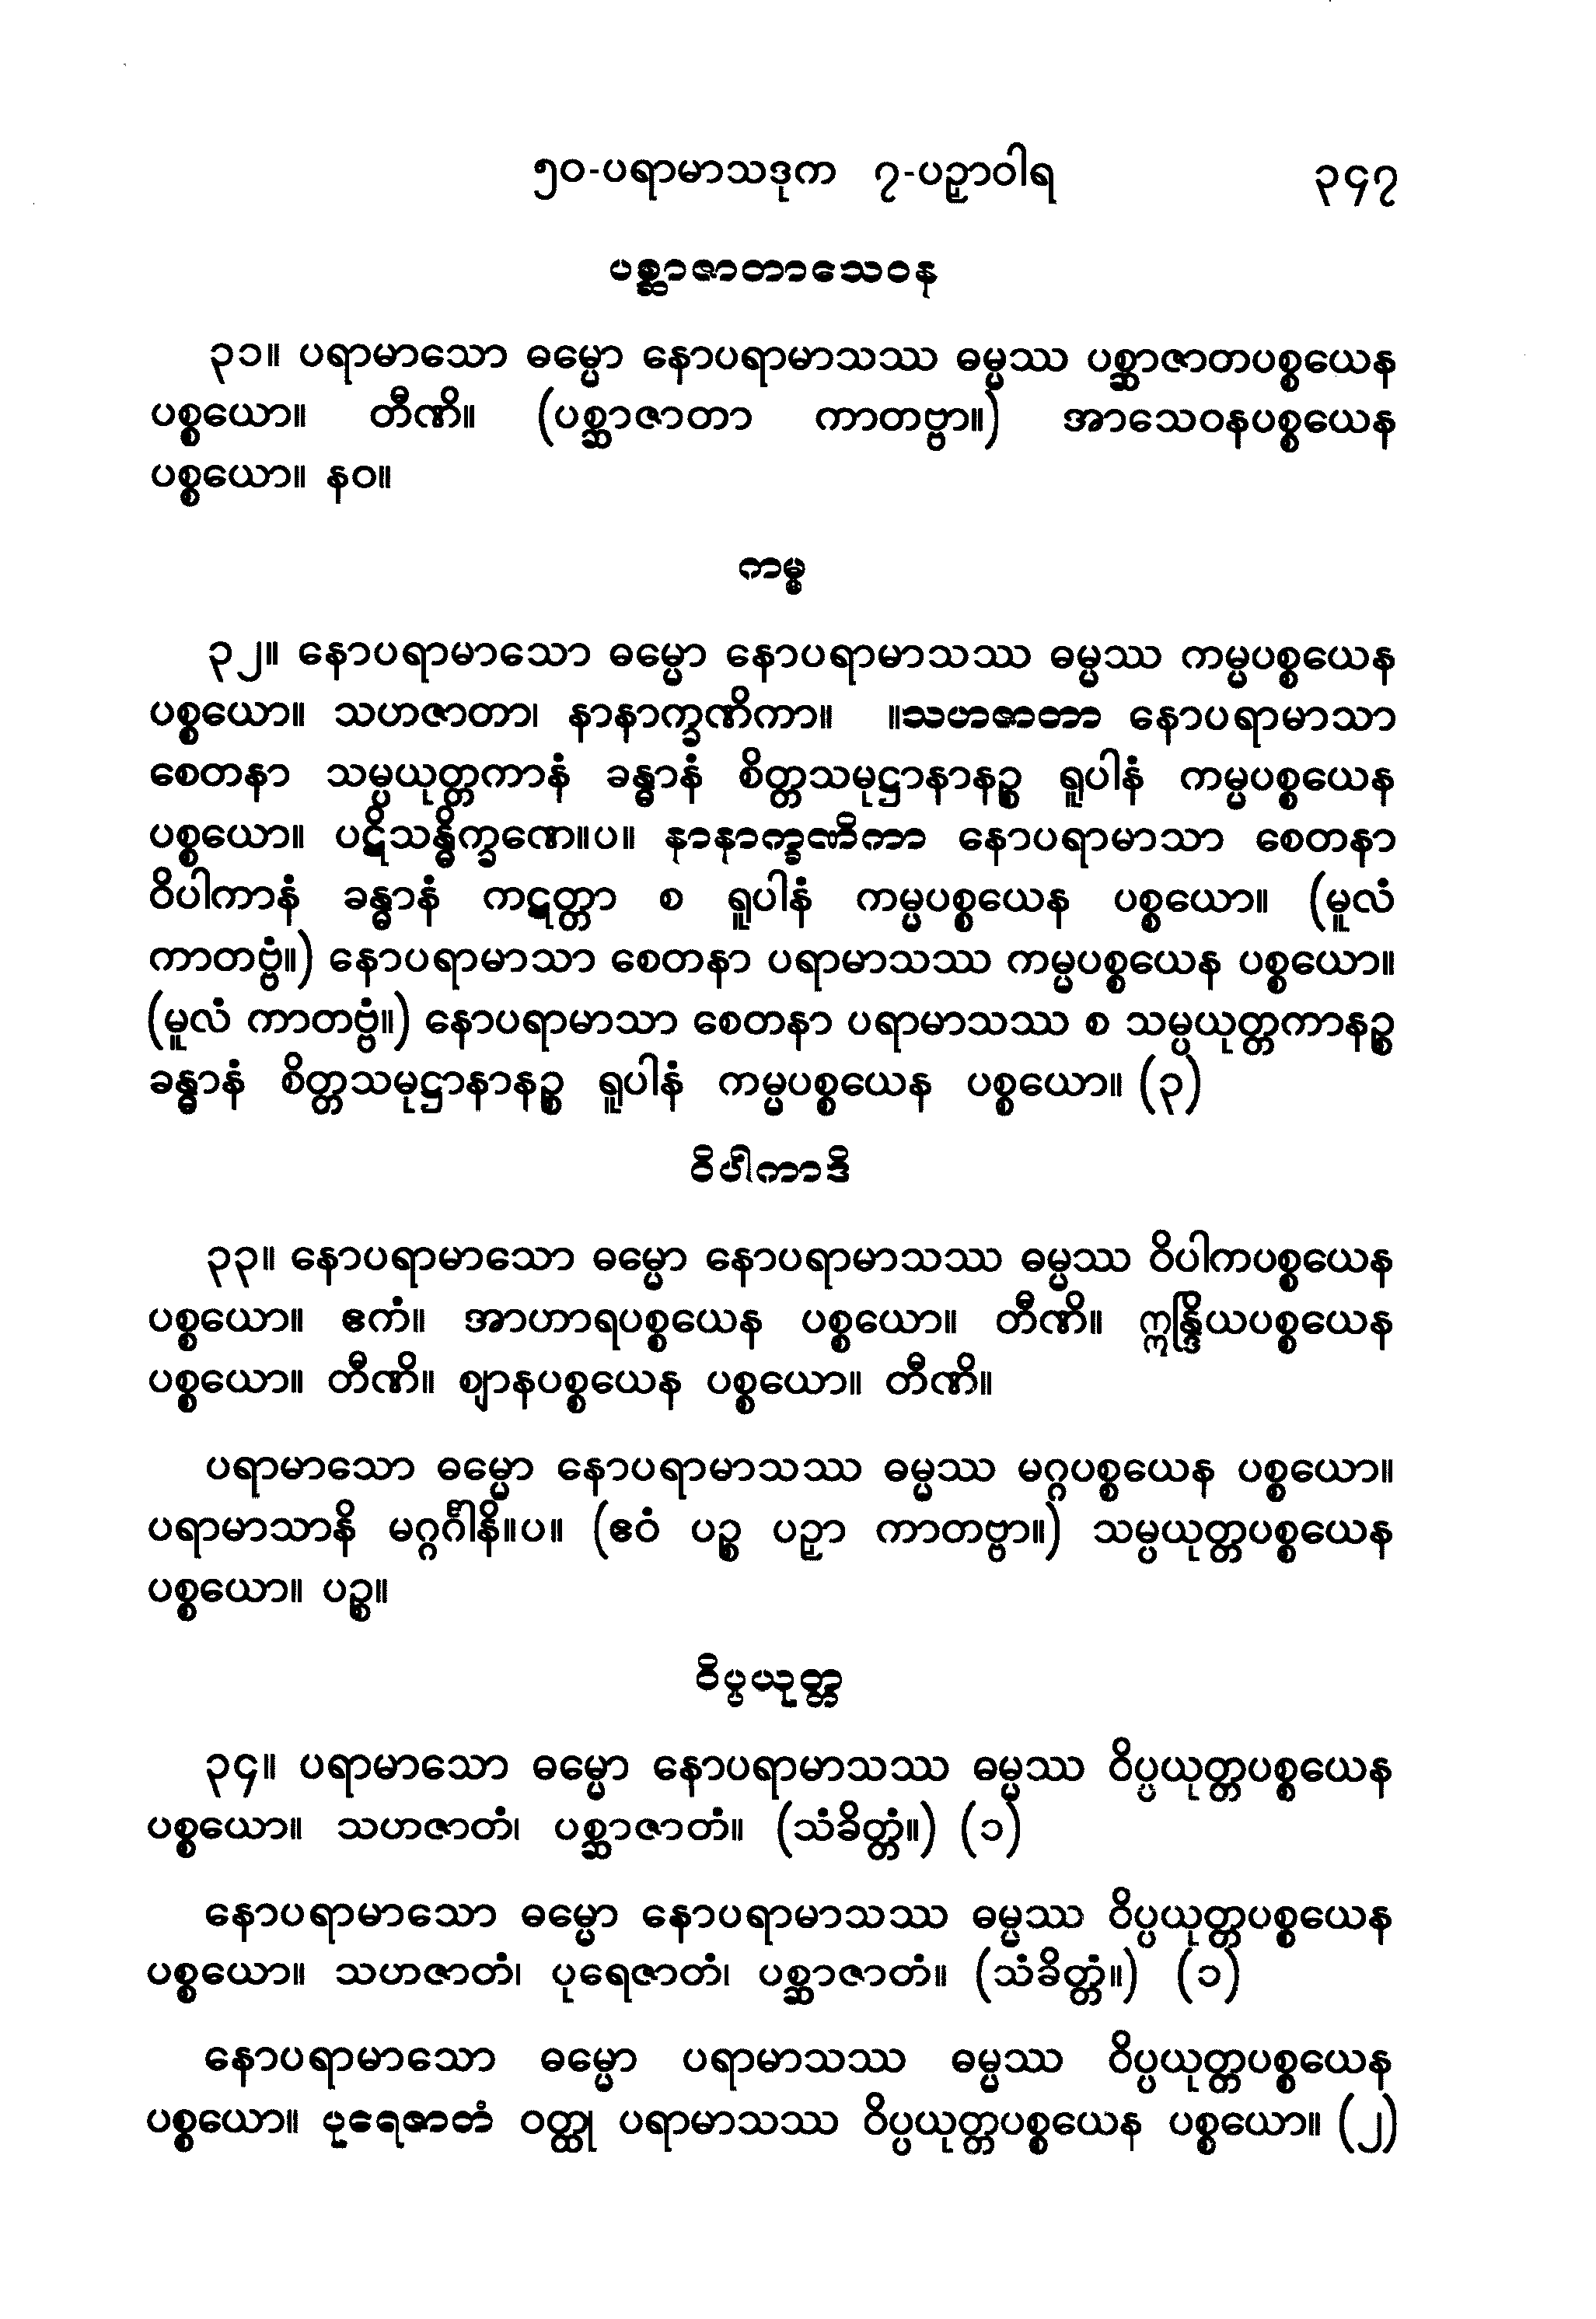 ၅၀-ပရာမာသဒုက ၇-ပဉှာဝါရ ၃၄၇
ပစ္ဆာဇာတာသေဝန
၃၁။ ပရာမာသော ဓမ္မော နောပရာမာသဿ ဓမ္မဿ ပစ္ဆာဇာတပစ္စယေန
ပစ္စယော။ တီဏိ။ (ပစ္ဆာဇာတာ ကာတဗ္ဗာ။) အာသေဝနပစ္စယေန
ပစ္စယော။ နဝ။
ကမ္မ
၃၂။ နောပရာမာသော ဓမ္မော နောပရာမာသဿ ဓမ္မဿ ကမ္မပစ္စယေန
ပစ္စယော။ သဟဇာတာ၊ နာနာက္ခဏိကာ။ ။သဟဇာတာ နောပရာမာသာ
စေတနာ သမ္ပယုတ္တကာနံ ခန္ဓာနံ စိတ္တသမုဋ္ဌာနာနဉ္စ ရူပါနံ ကမ္မပစ္စယေန
ပစ္စယော။ ပဋိသန္ဓိက္ခဏေ။ပ။ နာနာက္ခဏိကာ နောပရာမာသာ စေတနာ
ဝိပါကာနံ ခန္ဓာနံ ကဋတ္တာ စ ရူပါနံ ကမ္မပစ္စယေန ပစ္စယော။ (မူလံ
ကာတဗ္ဗံ။) နောပရာမာသာ စေတနာ ပရာမာသဿ ကမ္မပစ္စယေန ပစ္စယော။
(မူလံ ကာတဗ္ဗံ။) နောပရာမာသာ စေတနာ ပရာမာသဿ စ သမ္ပယုတ္တကာနဉ္စ
ခန္ဓာနံ စိတ္တသမုဋ္ဌာနာနဉ္စ ရူပါနံ ကမ္မပစ္စယေန ပစ္စယော။ (၃)
ဝိပါကာဒိ
၃၃။ နောပရာမာသော ဓမ္မော နောပရာမာသဿ ဓမ္မဿ ဝိပါကပစ္စယေန
ပစ္စယော။ ဧကံ။ အာဟာရပစ္စယေန ပစ္စယော။ တီဏိ။ ဣန္ဒြိယပစ္စယေန
ပစ္စယော။ တီဏိ။ ဈာနပစ္စယေန ပစ္စယော။ တီဏိ။
ပရာမာသော ဓမ္မော နောပရာမာသဿ ဓမ္မဿ မဂ္ဂပစ္စယေန ပစ္စယော။
ပရာမာသာနိ မဂ္ဂင်္ဂါနိ။ပ။ (ဧဝံ ပဉ္စ ပဉှာ ကာတဗ္ဗာ။) သမ္ပယုတ္တပစ္စယေန
ပစ္စယော။ ပဉ္စ။
ဝိပ္ပယုတ္တ
၃၄။ ပရာမာသော ဓမ္မော နောပရာမာသဿ ဓမ္မဿ ဝိပ္ပယုတ္တပစ္စယေန
ပစ္စယော။ သဟဇာတံ၊ ပစ္ဆာဇာတံ။ (သံခိတ္တံ။) (၁)
နောပရာမာသော ဓမ္မော နောပရာမာသဿ ဓမ္မဿ ဝိပ္ပယုတ္တပစ္စယေန
ပစ္စယော။ သဟဇာတံ၊ ပုရေဇာတံ၊ ပစ္ဆာဇာတံ။ (သံခိတ္တံ။) (၁)
နောပရာမာသော ဓမ္မော ပရာမာသဿ ဓမ္မဿ ဝိပ္ပယုတ္တပစ္စယေန
ပစ္စယော။ ပုရေဇာတံ ဝတ္ထု ပရာမာသဿ ဝိပ္ပယုတ္တပစ္စယေန ပစ္စယော။ (၂)